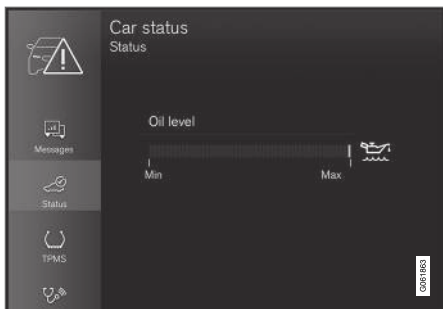 Car status
Status
Messages
Status
TPMS
Oil level
Min Max
G061863